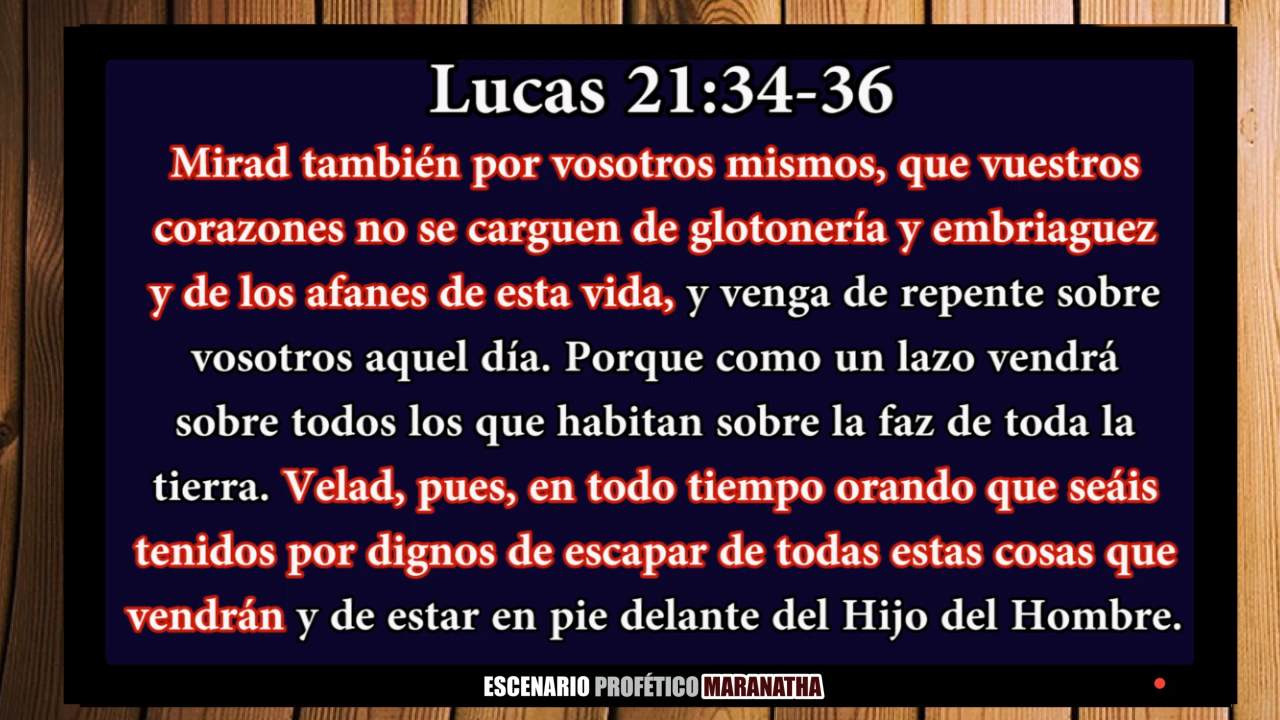 Lucas 21:34-36
Mirad también por vosotros mismos, que vuestros
corazones no se carguen de glotonería y embriaguez
y de los afanes de esta vida, y venga de repente sobre
vosotros aquel día. Porque como un lazo vendrá
sobre todos los que habitan sobre la faz de toda la
tierra. Velad, pues, en todo tiempo orando que seáis
tenidos por dignos de escapar de todas estas cosas que
vendrán y de estar en pie delante del Hijo del Hombre.
ESCENARIO PROFÉTICO MARANATHA